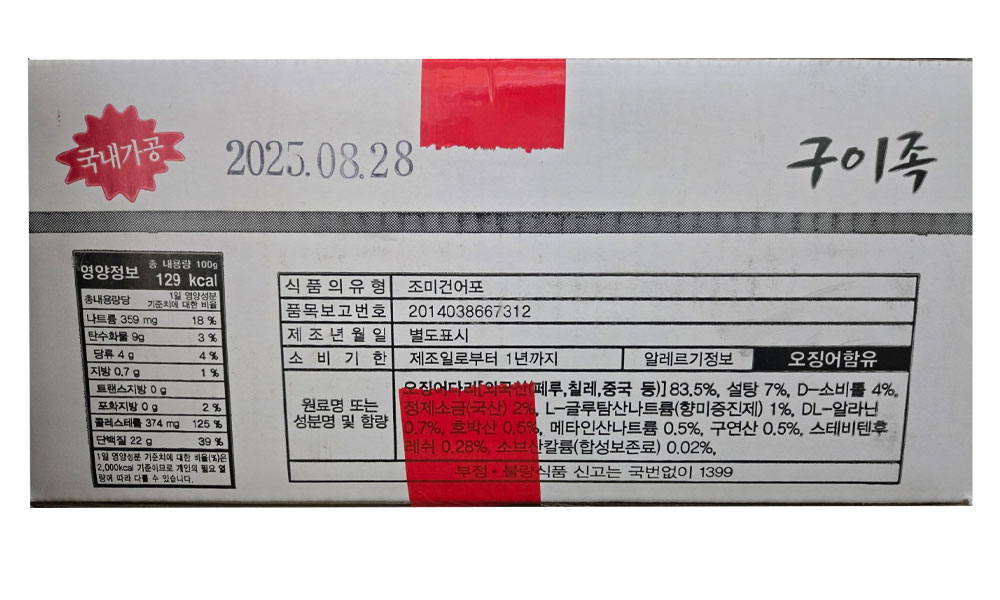 국내가공
2025.08.28
구이족
영양정보 총 내용량 100g
129 kcal
총내용량당 1일 영양성분
기준치에 대한 비율
나트륨 359 mg 18 %
탄수화물 9g 3 %
당류 4 g 4 %
지방 0.7 g 1 %
트랜스지방 0 g
포화지방 0 g 2 %
콜레스테롤 374 mg 125 %
단백질 22 g 39 %
1일 영양성분 기준치에 대한 비율(%)은
2,000kcal 기준이므로 개인의 필요 열
량에 따라 다를 수 있습니다.
식품의유형 조미건어포
품목보고번호 2014038667312
제조년월일 별도표시
소비기한 제조일로부터 1년까지 알레르기정보 오징어함유
원료명 또는
성분명 및 함량
오징어다리[외국산(페루,칠레,중국 등)] 83.5%, 설탕 7%, D-소비톨 4%,
정제소금(국산) 2%, L-글루탐산나트륨(향미증진제) 1%, DL-알라닌
0.7%, 호박산 0.5%, 메타인산나트륨 0.5%, 구연산 0.5%, 스테비텐후
레쉬 0.28%, 소브산칼륨(합성보존료) 0.02%,
부정·불량식품 신고는 국번없이 1399